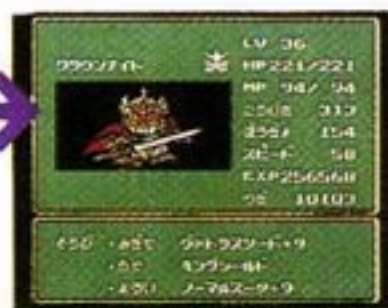 LV 36
クラウンナイト HP221/221
MP 94/ 94
こうげき 312
ぼうぎょ 154
スピード 58
EXP256568
つぎ 10103
そうび ・みぎて ヴァトラスソード+9
・たて キングシールド
・よろい ノーマルスーツ+9